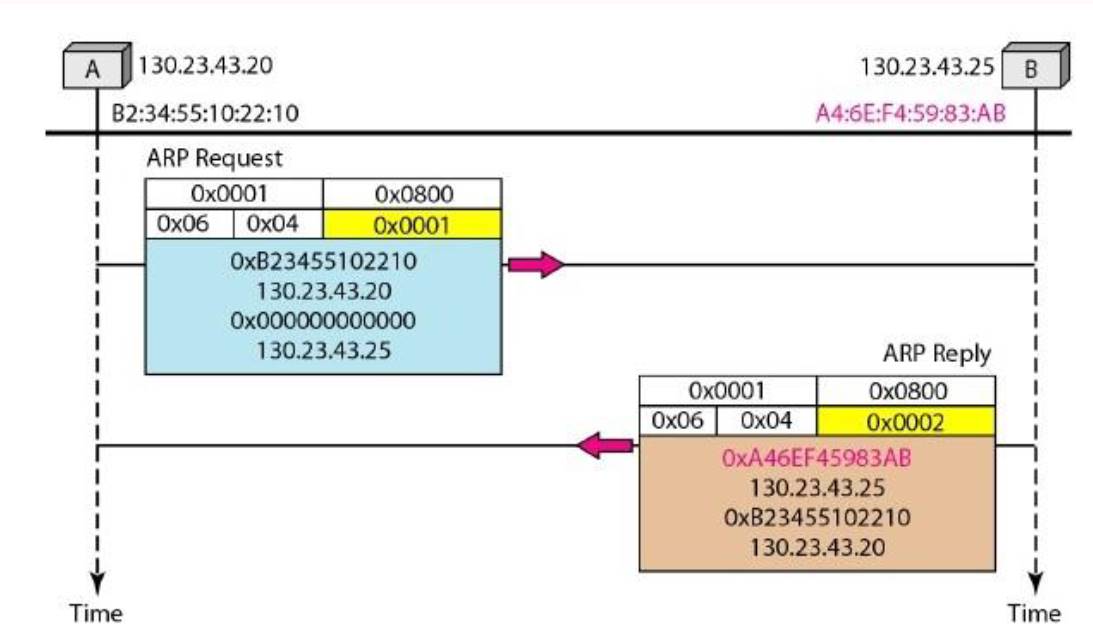 A 130.23.43.20 130.23.43.25 B
B2:34:55:10:22:10 A4:6E:F4:59:83:AB
ARP Request
0x0001 0x0800
0x06 0x04 0x0001
0xB23455102210
130.23.43.20
0x000000000000
130.23.43.25
ARP Reply
0x0001 0x0800
0x06 0x04 0x0002
0xA46EF45983AB
130.23.43.25
0xB23455102210
130.23.43.20
Time Time